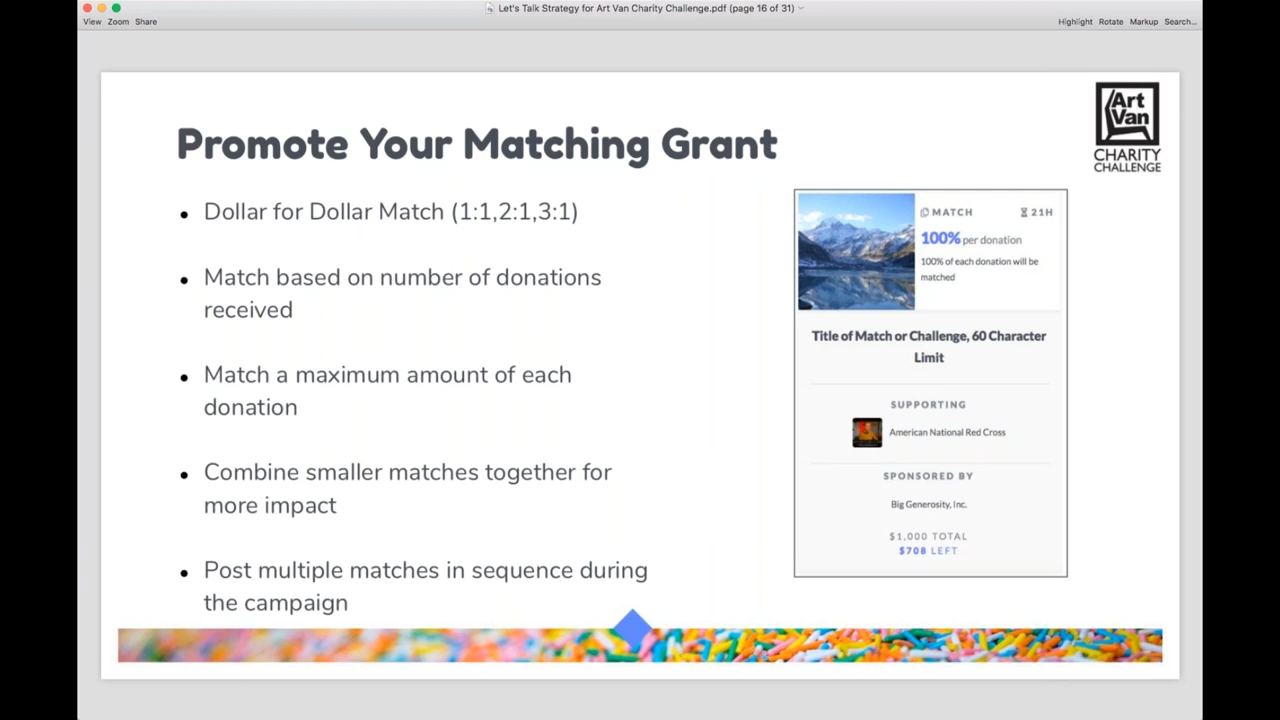 Let's Talk Strategy for Art Van Charity Challenge.pdf (page 16 of 31)
View Zoom Share
Highlight Rotate Markup Search...
Art
Van
CHARITY
CHALLENGE
Promote Your Matching Grant
• Dollar for Dollar Match (1:1,2:1,3:1)
• Match based on number of donations
received
• Match a maximum amount of each
donation
• Combine smaller matches together for
more impact
• Post multiple matches in sequence during
the campaign
MATCH 21H
100% per donation
100% of each donation will be
matched
Title of Match or Challenge, 60 Character
Limit
SUPPORTING
American National Red Cross
SPONSORED BY
Big Generosity, Inc.
$1,000 TOTAL
$708 LEFT